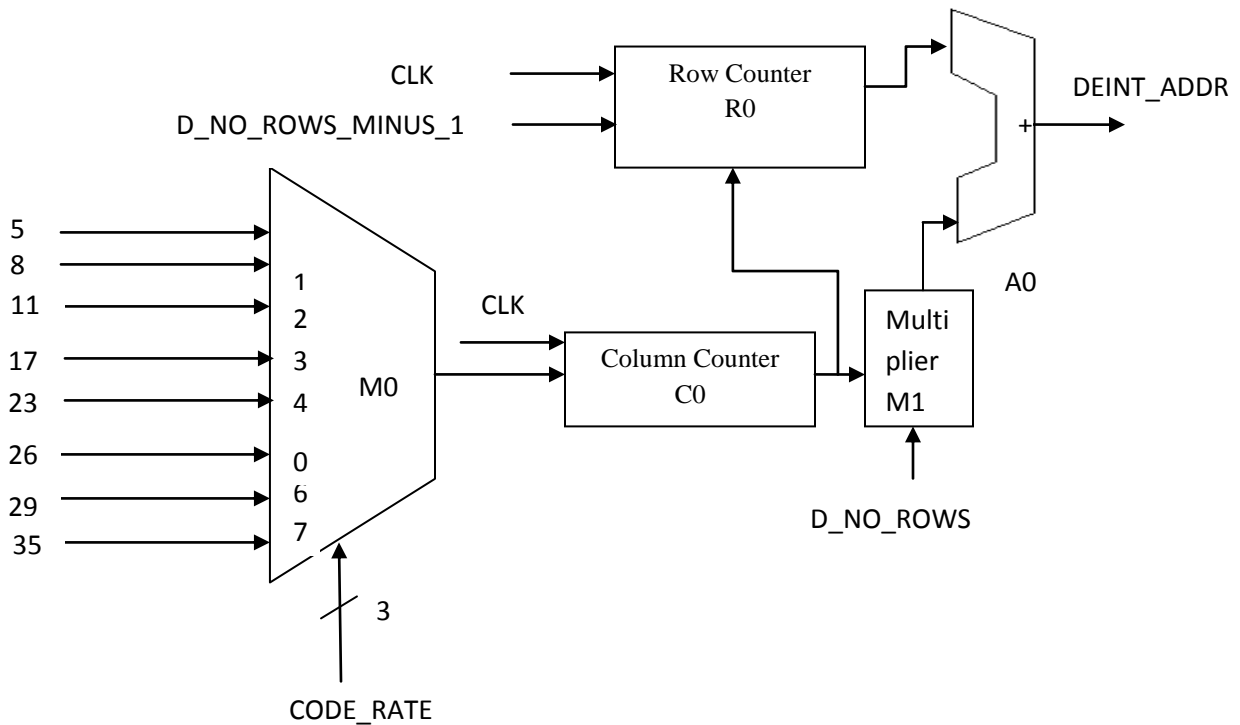 CLK
D_NO_ROWS_MINUS_1
Row Counter
R0
DEINT_ADDR
+
A0
5
8
11
17
23
26
29
35
1
2
3
4
0
6
7
M0
3
CODE_RATE
CLK
Column Counter
C0
Multi
plier
M1
D_NO_ROWS